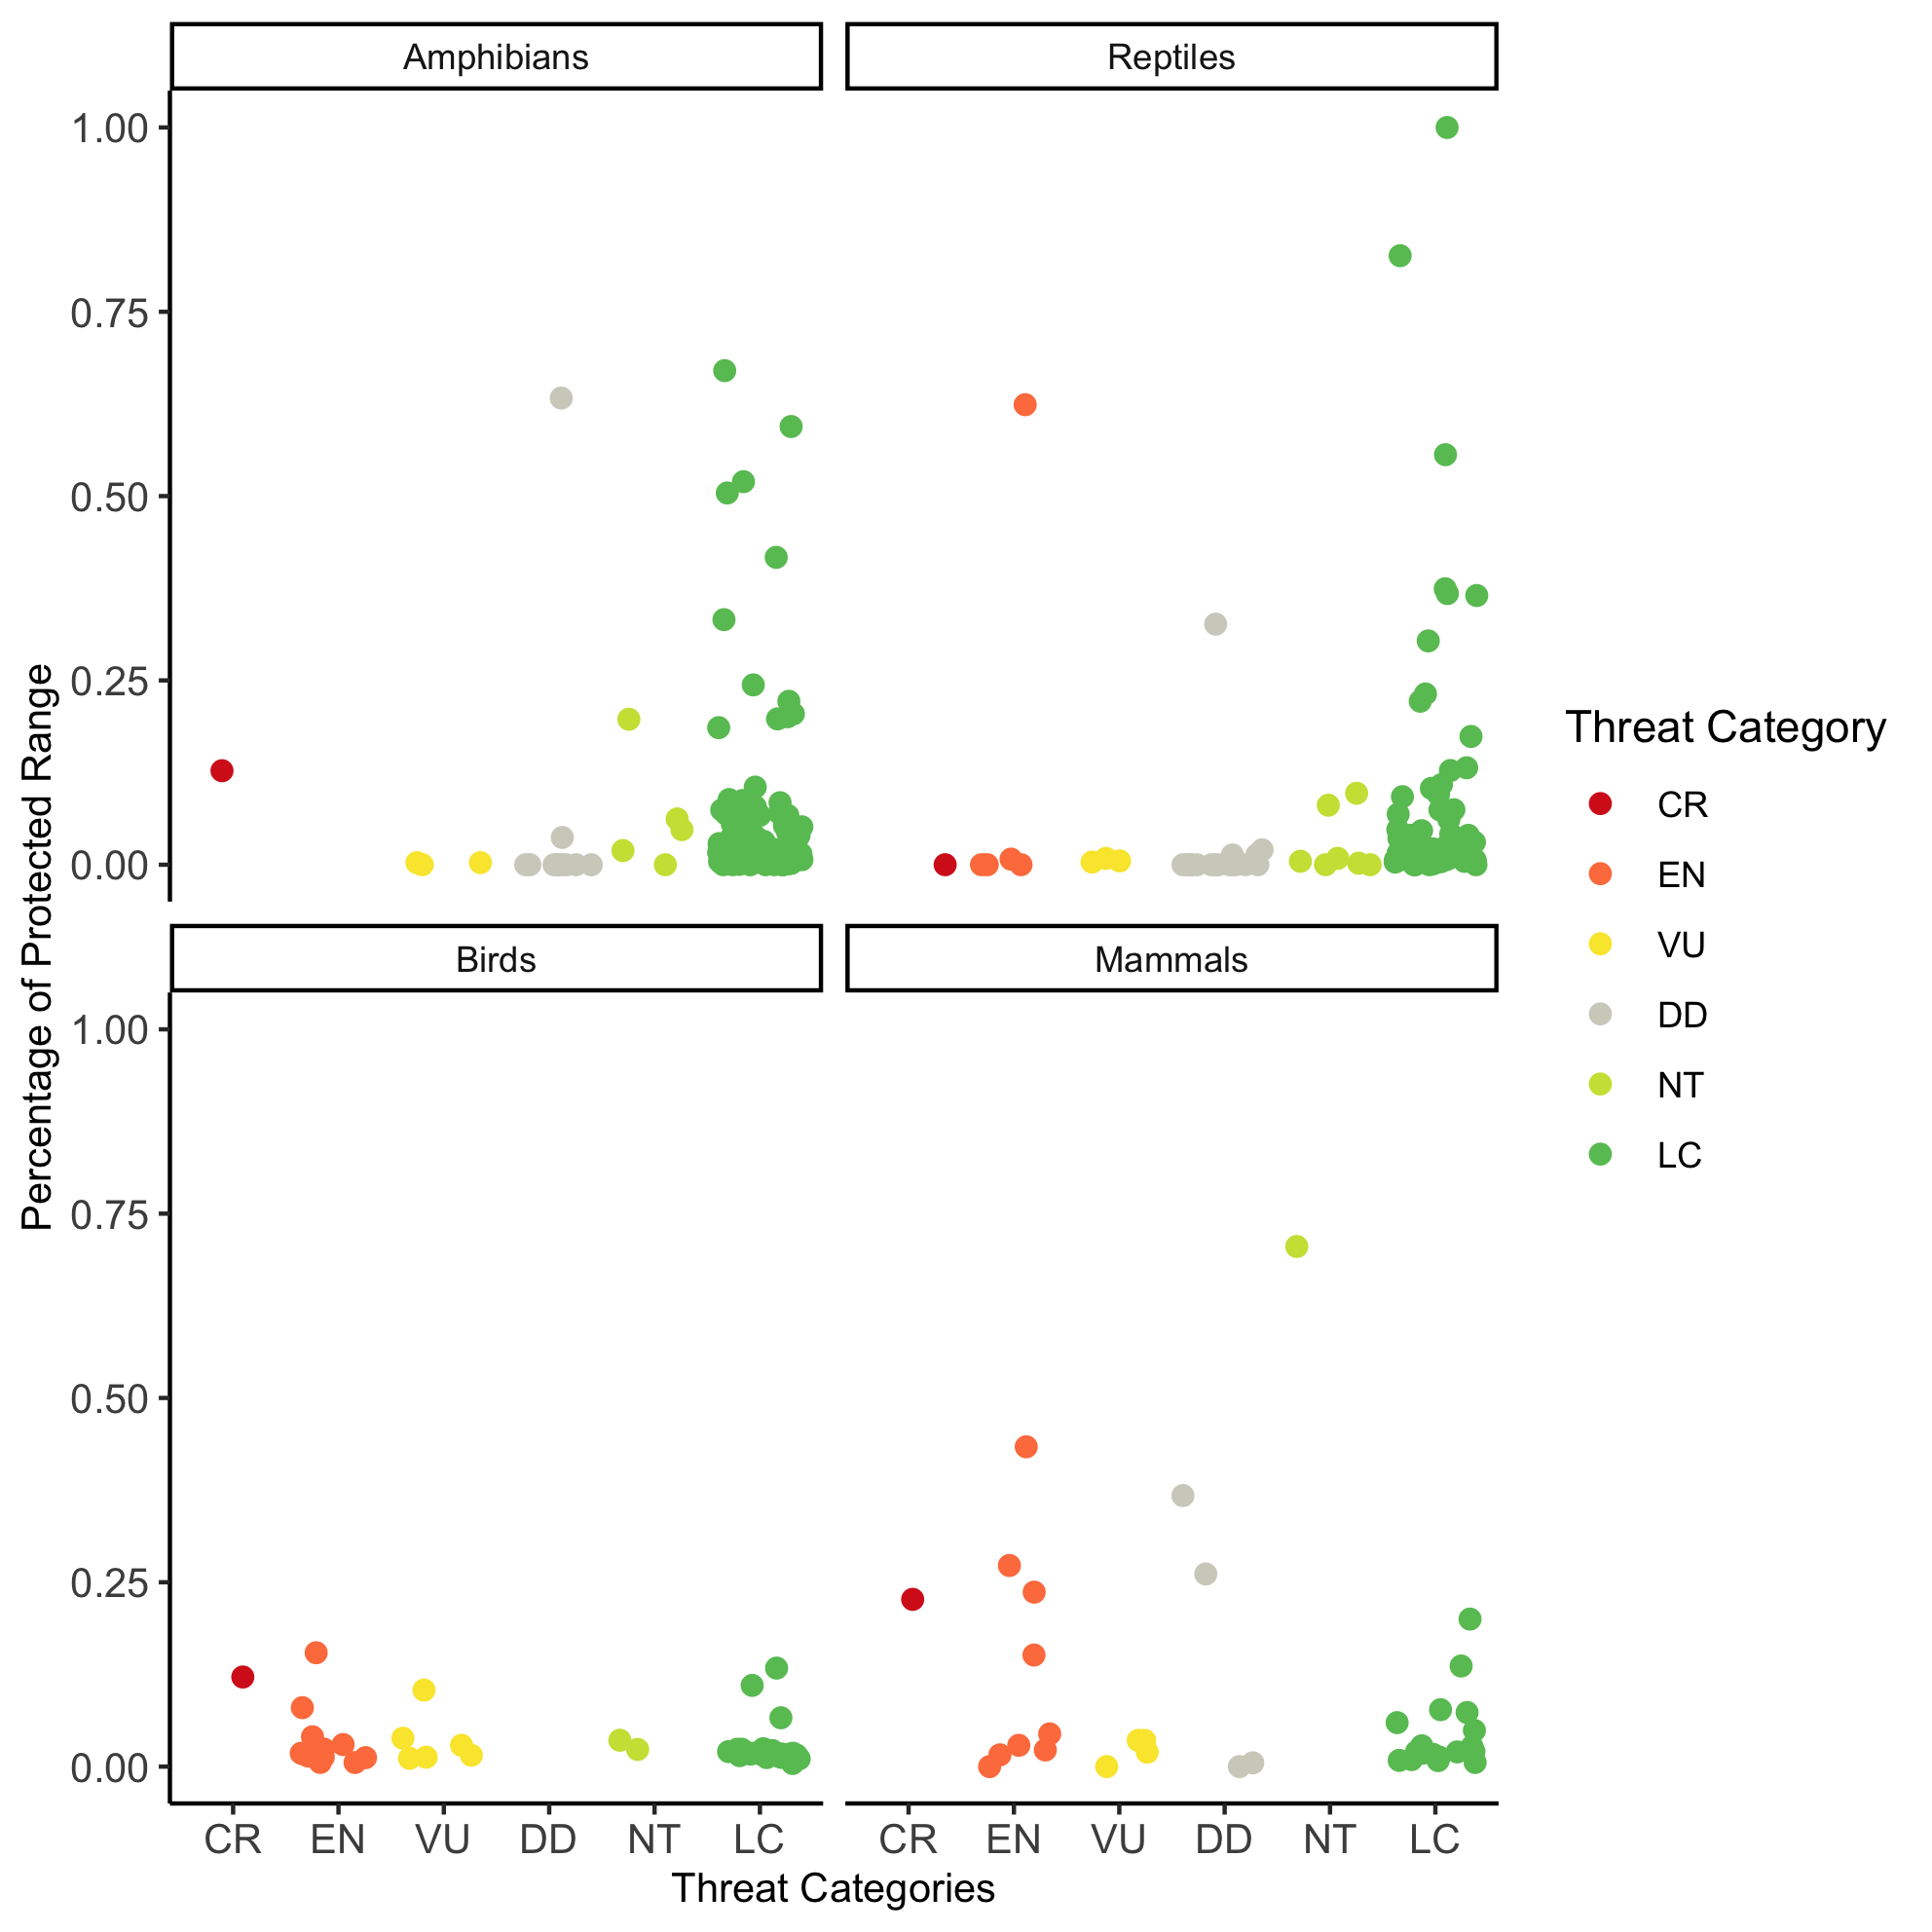 Amphibians
Reptiles
1.00
0.75
0.50
0.25
0.00
Birds
Mammals
1.00
0.75
0.50
0.25
0.00
CR EN VU DD NT LC
CR EN VU DD NT LC
Threat Categories
Percentage of Protected Range
Threat Category
CR
EN
VU
DD
NT
LC